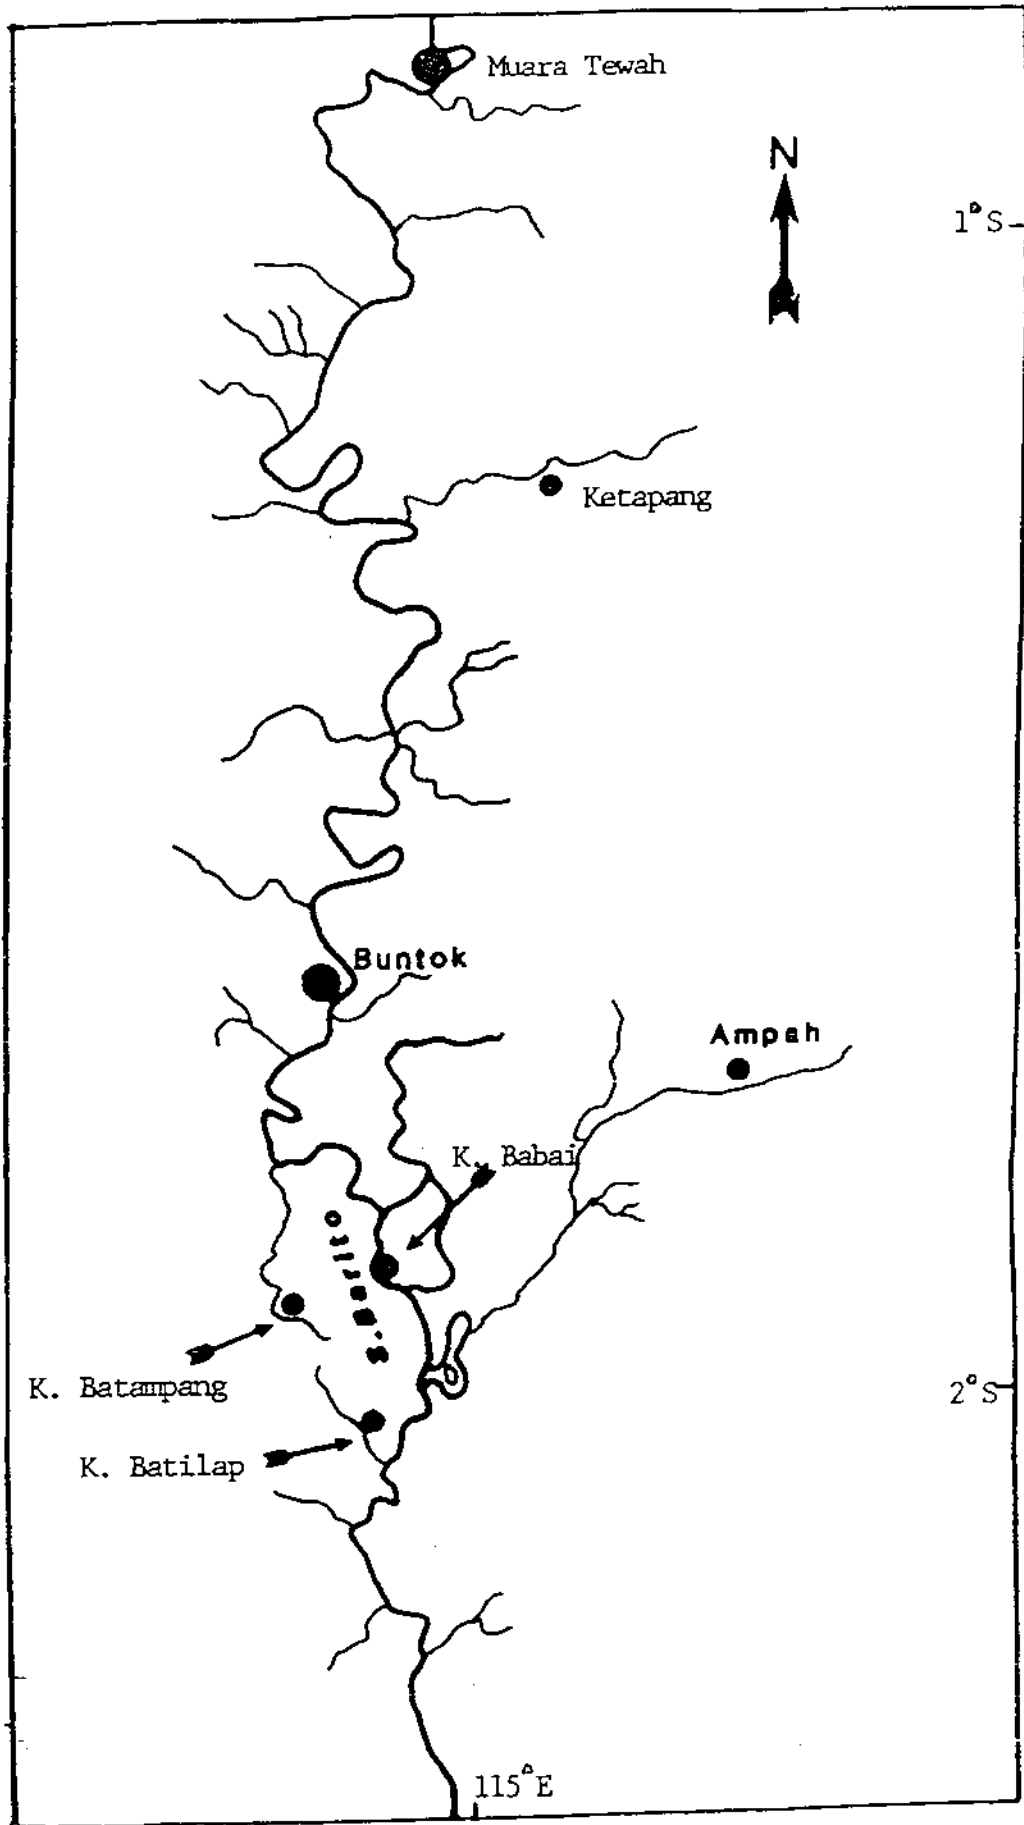 Muara Tewah
N
1°S
Ketapang
Buntok
Ampah
K. Babai
S.Barito
K. Batampang
2°S
K. Batilap
115°E